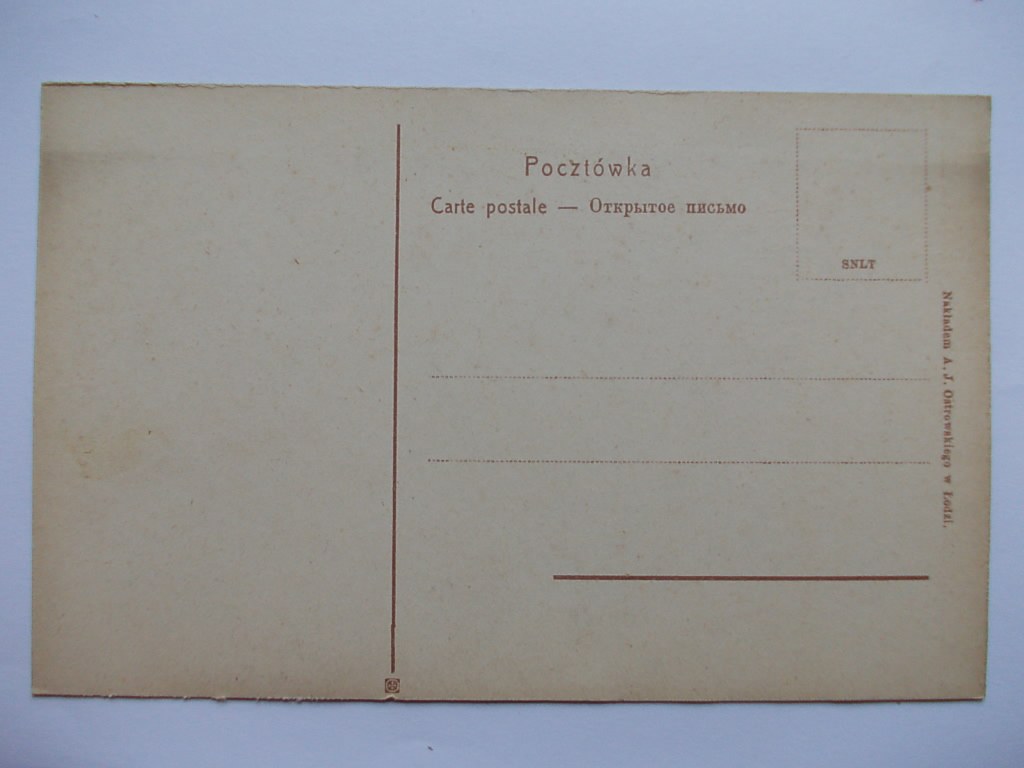 Pocztówka
Carte postale — Открытое письмо
SNLT
Nakładem A. J. Ostrowskiego w Łodzi.